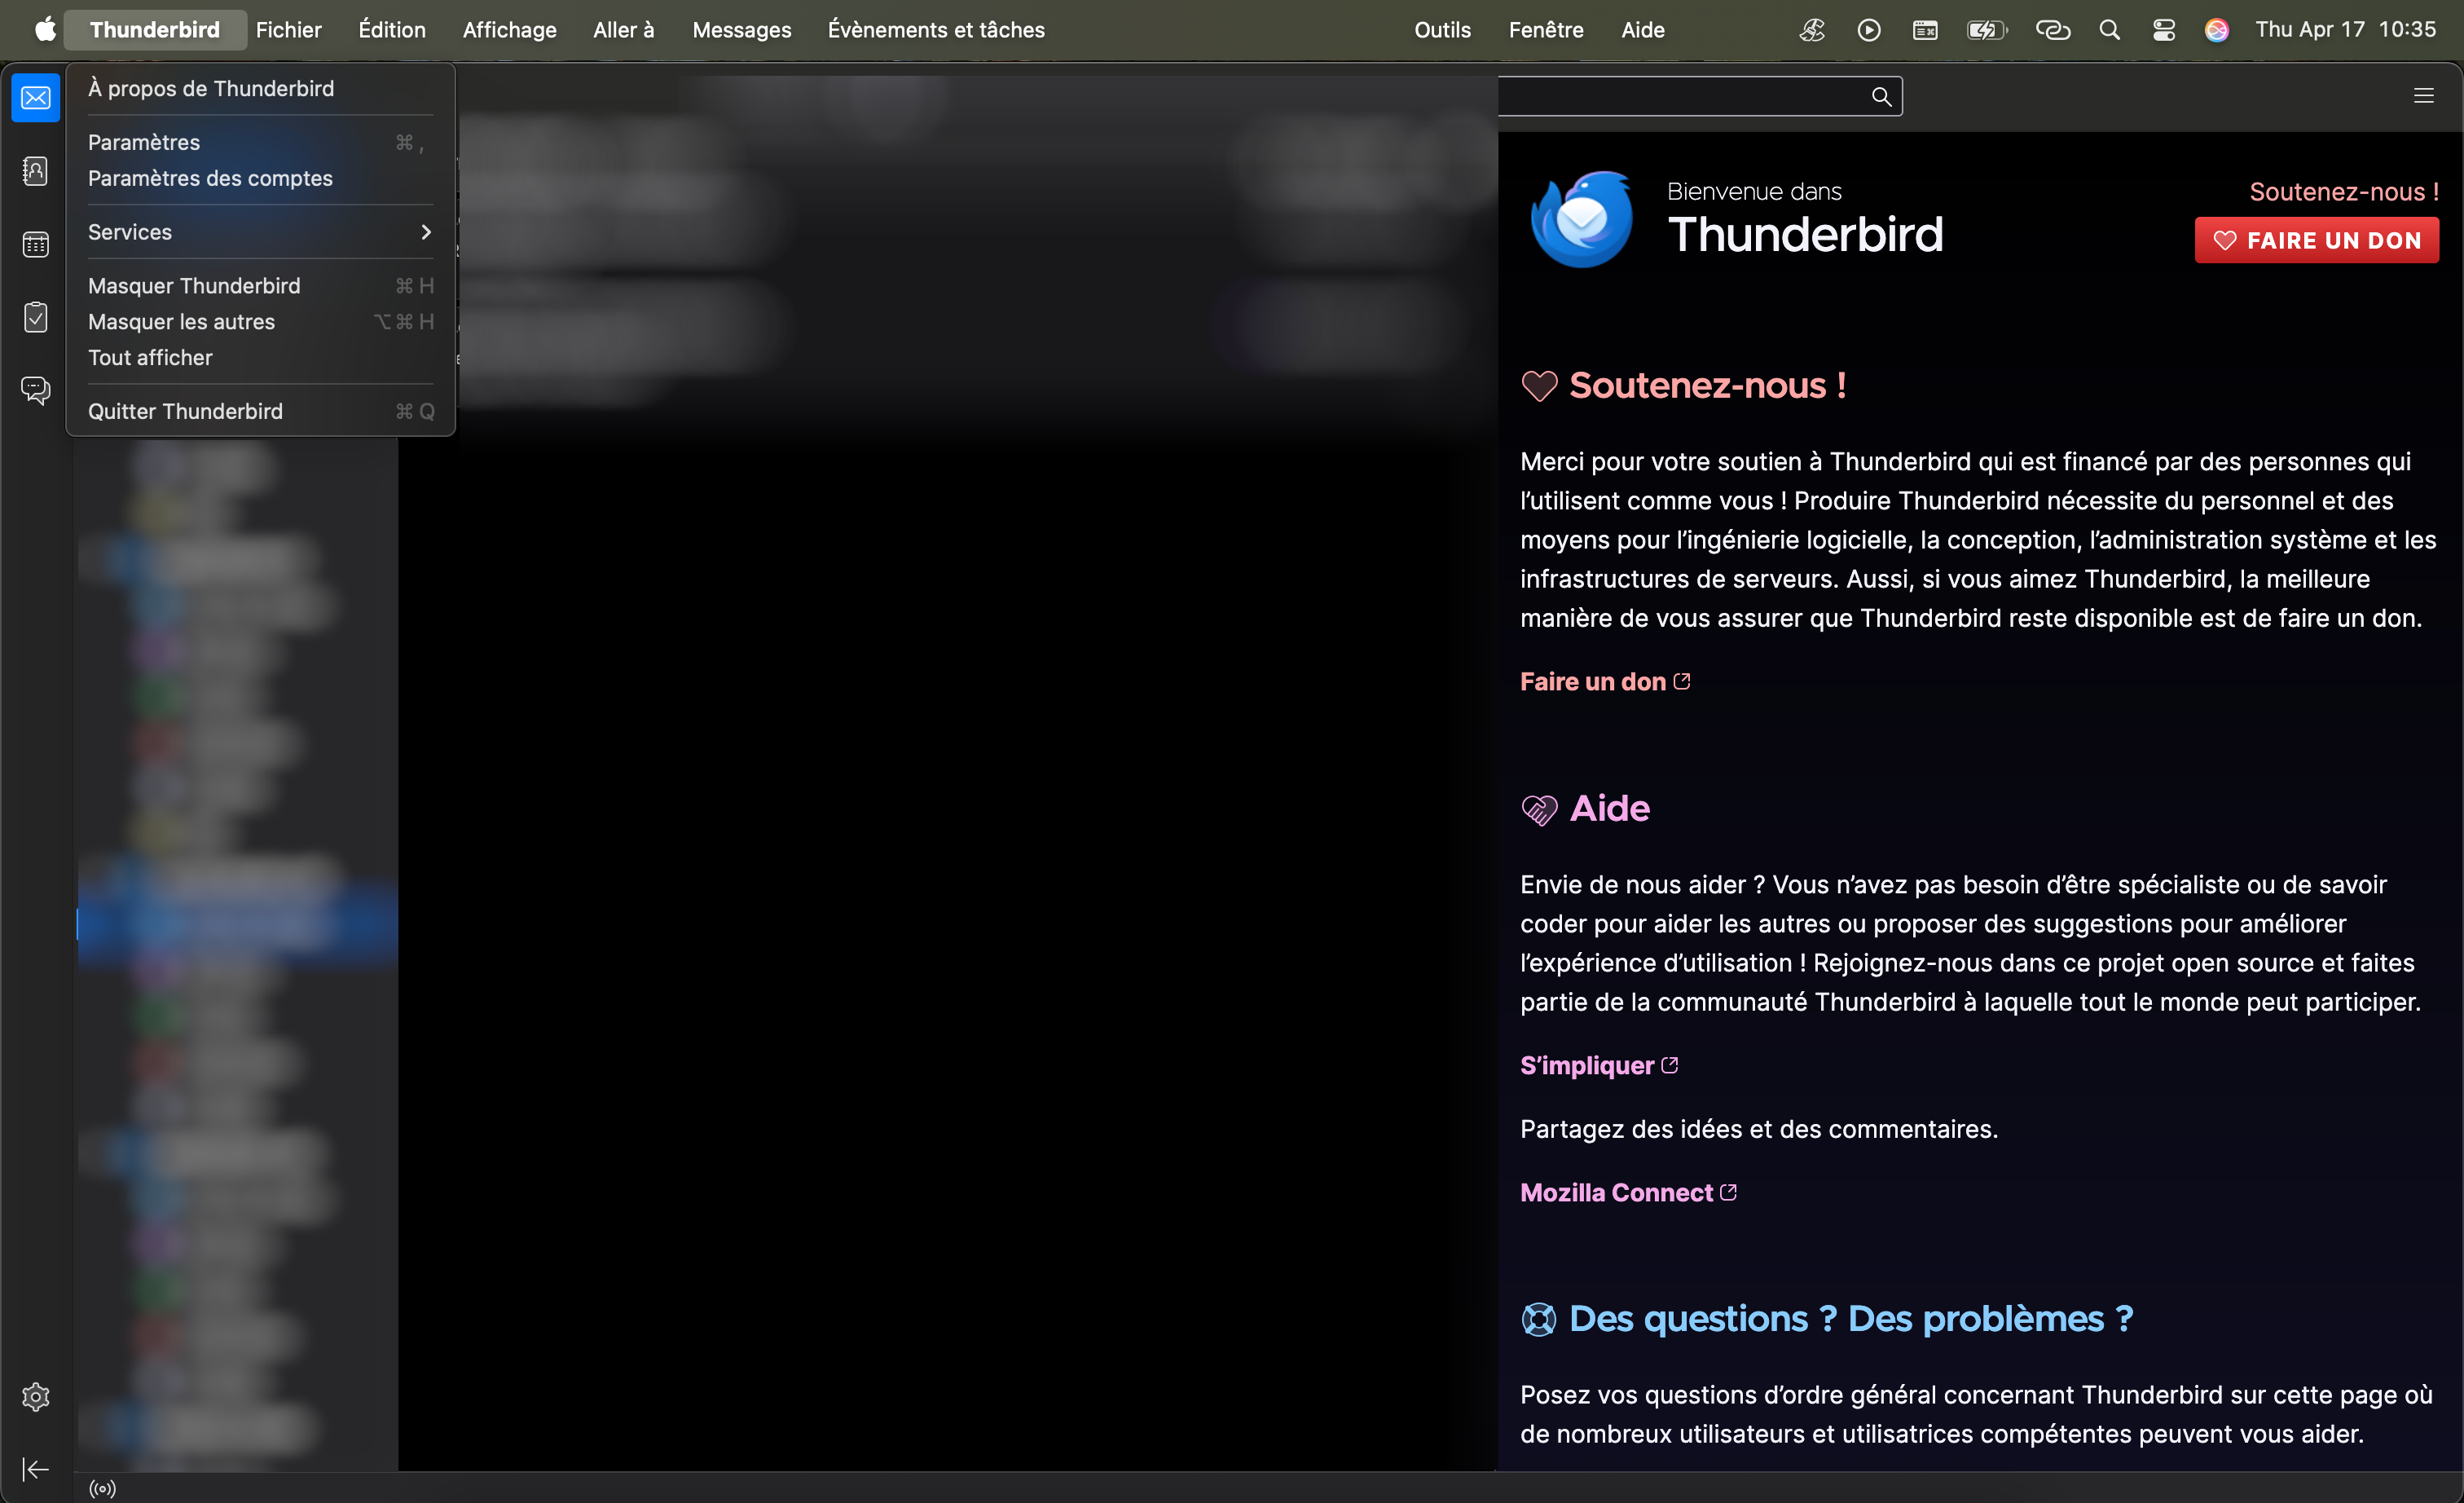 Thunderbird Fichier Édition Affichage Aller à Messages Évènements et tâches Outils Fenêtre Aide Thu Apr 17 10:35
À propos de Thunderbird
Paramètres ⌘ ,
Paramètres des comptes
Services
Masquer Thunderbird ⌘ H
Masquer les autres ⌥ ⌘ H
Tout afficher
Quitter Thunderbird ⌘ Q
Bienvenue dans
Thunderbird
Soutenez-nous !
FAIRE UN DON
Soutenez-nous !
Merci pour votre soutien à Thunderbird qui est financé par des personnes qui
l’utilisent comme vous ! Produire Thunderbird nécessite du personnel et des
moyens pour l’ingénierie logicielle, la conception, l’administration système et les
infrastructures de serveurs. Aussi, si vous aimez Thunderbird, la meilleure
manière de vous assurer que Thunderbird reste disponible est de faire un don.
Faire un don
Aide
Envie de nous aider ? Vous n’avez pas besoin d’être spécialiste ou de savoir
coder pour aider les autres ou proposer des suggestions pour améliorer
l’expérience d’utilisation ! Rejoignez-nous dans ce projet open source et faites
partie de la communauté Thunderbird à laquelle tout le monde peut participer.
S’impliquer
Partagez des idées et des commentaires.
Mozilla Connect
Des questions ? Des problèmes ?
Posez vos questions d’ordre général concernant Thunderbird sur cette page où
de nombreux utilisateurs et utilisatrices compétentes peuvent vous aider.